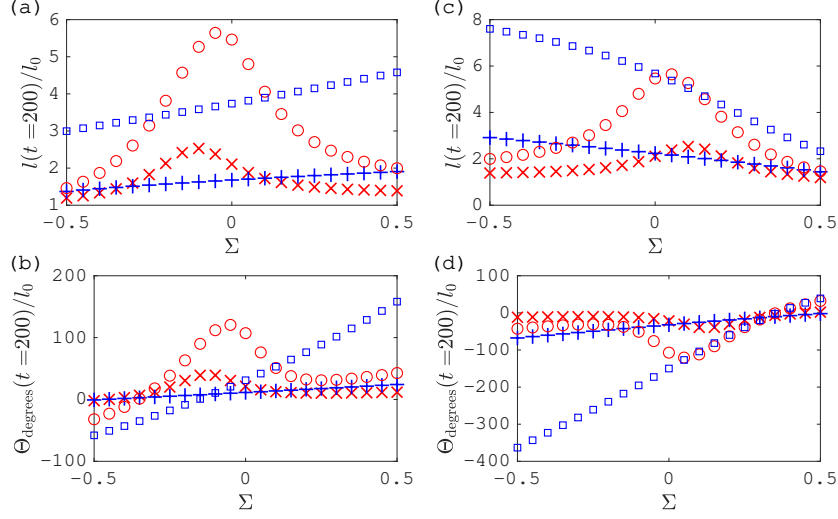 (a)
l(t = 200)/l₀
6
5
4
3
2
1
−0.5 0 0.5
Σ
(c)
l(t = 200)/l₀
8
6
4
2
0
−0.5 0 0.5
Σ
(b)
Θdegrees(t = 200)/l₀
200
100
0
−100
−0.5 0 0.5
Σ
(d)
Θdegrees(t = 200)/l₀
100
0
−100
−200
−300
−400
−0.5 0 0.5
Σ